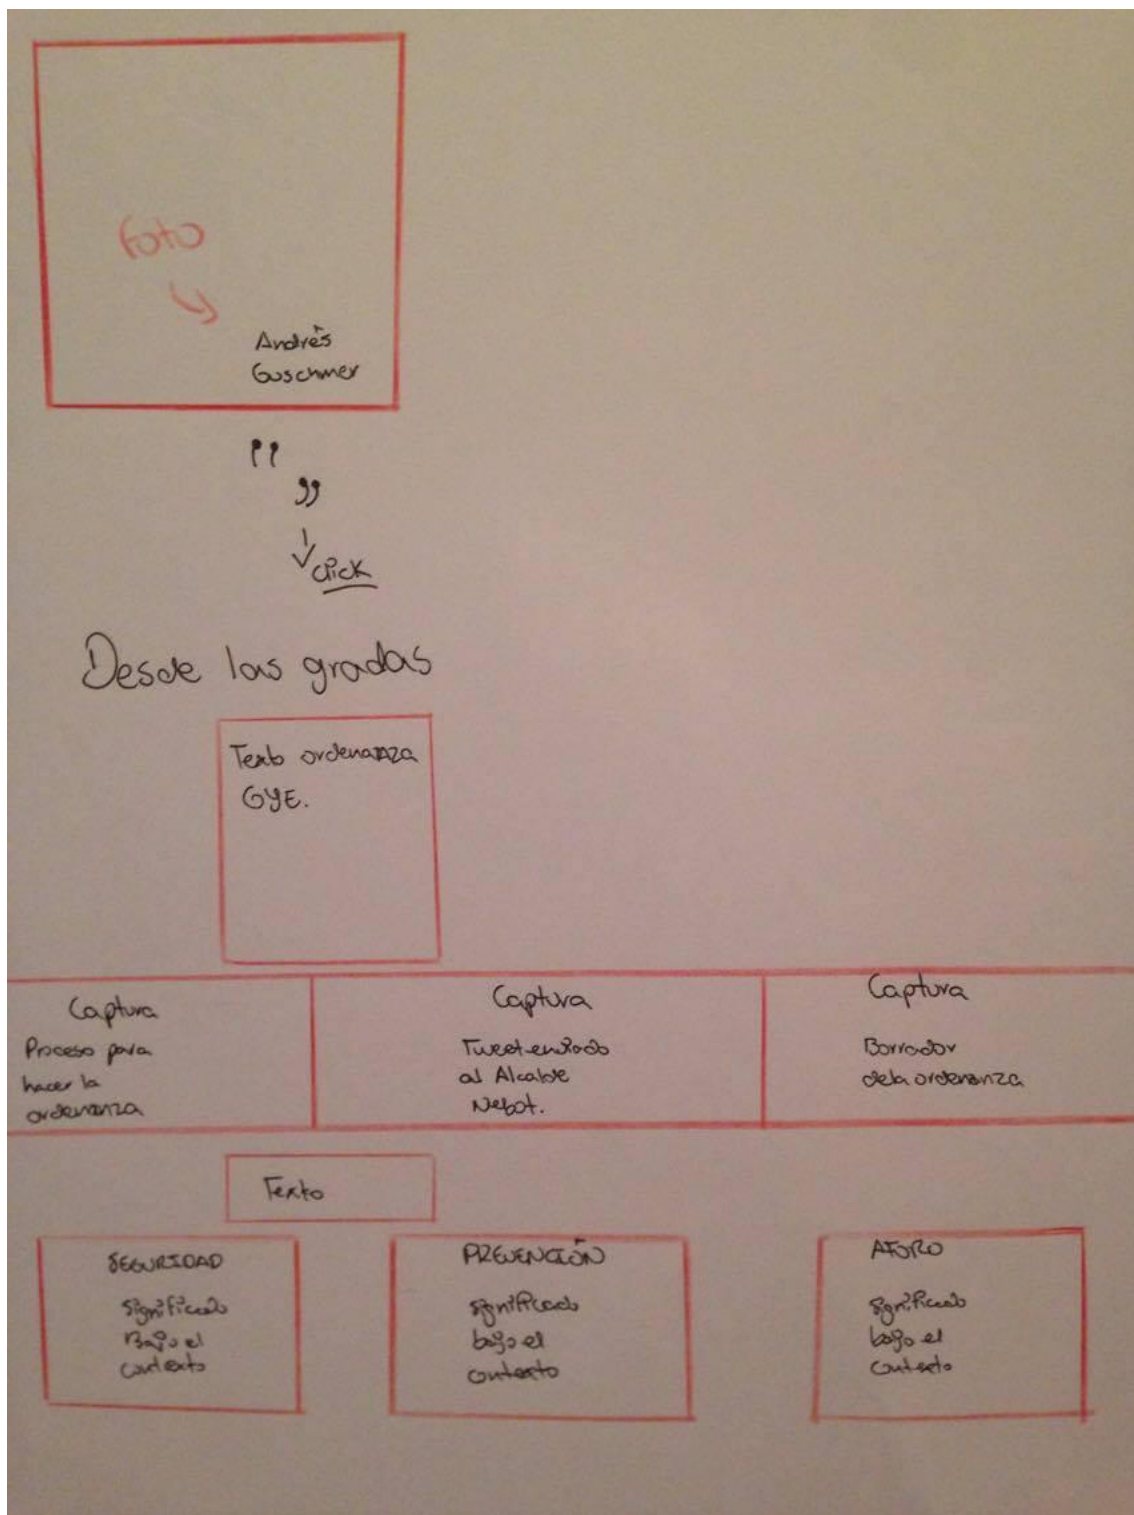 Foto
Andrés
Guschmer
"
"
click
Desde las gradas
Texto ordenanza
GYE.
Captura
Proceso para
hacer la
ordenanza
Captura
Tweet enviado
al Alcalde
Nebot.
Captura
Borrador
de la ordenanza
Texto
SEGURIDAD
Significado
Bajo el
contexto
PREVENCIÓN
Significado
bajo el
contexto
AFORO
Significado
bajo el
contexto